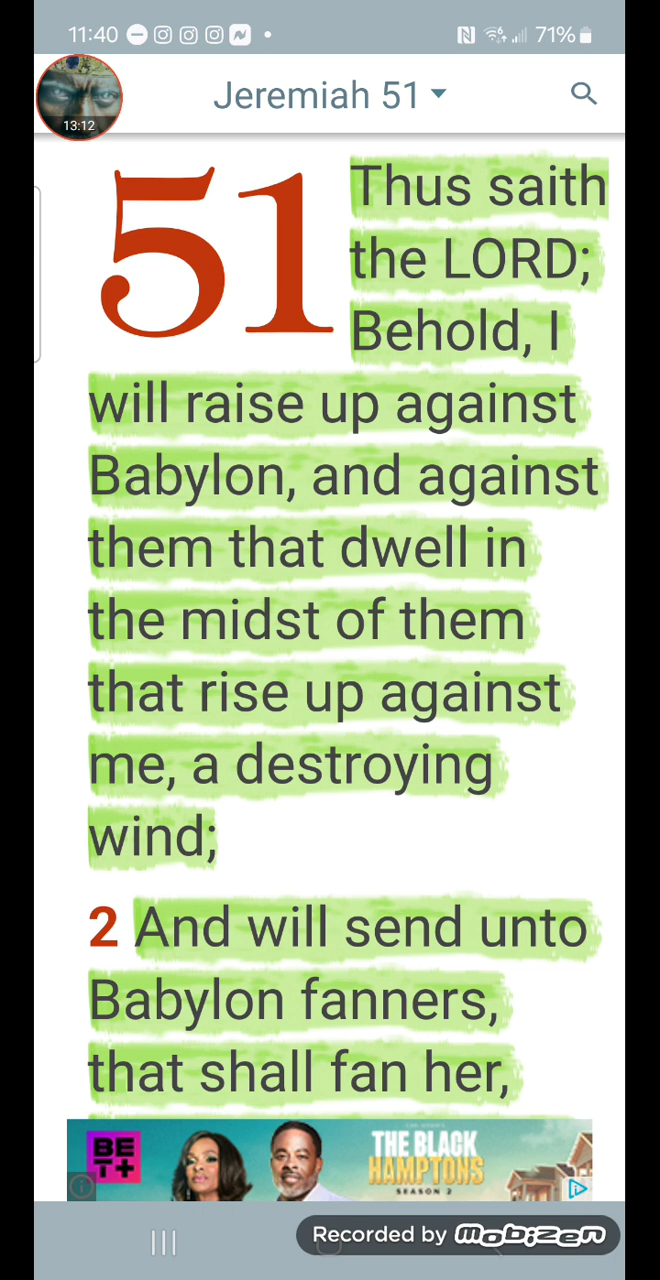 11:40
71%
13:12
Jeremiah 51
51 Thus saith
the LORD;
Behold, I
will raise up against
Babylon, and against
them that dwell in
the midst of them
that rise up against
me, a destroying
wind;
2 And will send unto
Babylon fanners,
that shall fan her,
BET+
THE BLACK
HAMPTONS
SEASON 2
Recorded by mobizen